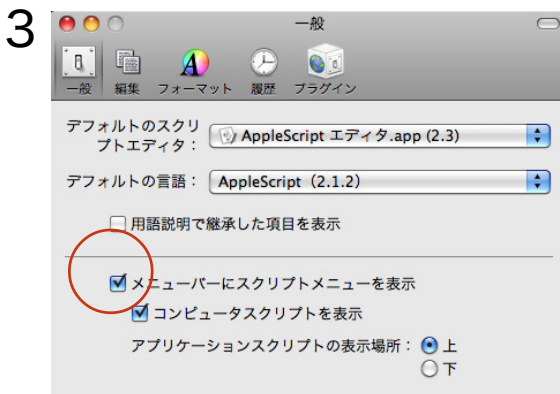 3
一般
一般 編集 フォーマット 履歴 プラグイン
デフォルトのスクリ
プトエディタ： AppleScript エディタ.app (2.3)
デフォルトの言語： AppleScript（2.1.2）
用語説明で継承した項目を表示
メニューバーにスクリプトメニューを表示
コンピュータスクリプトを表示
アプリケーションスクリプトの表示場所： 上
下